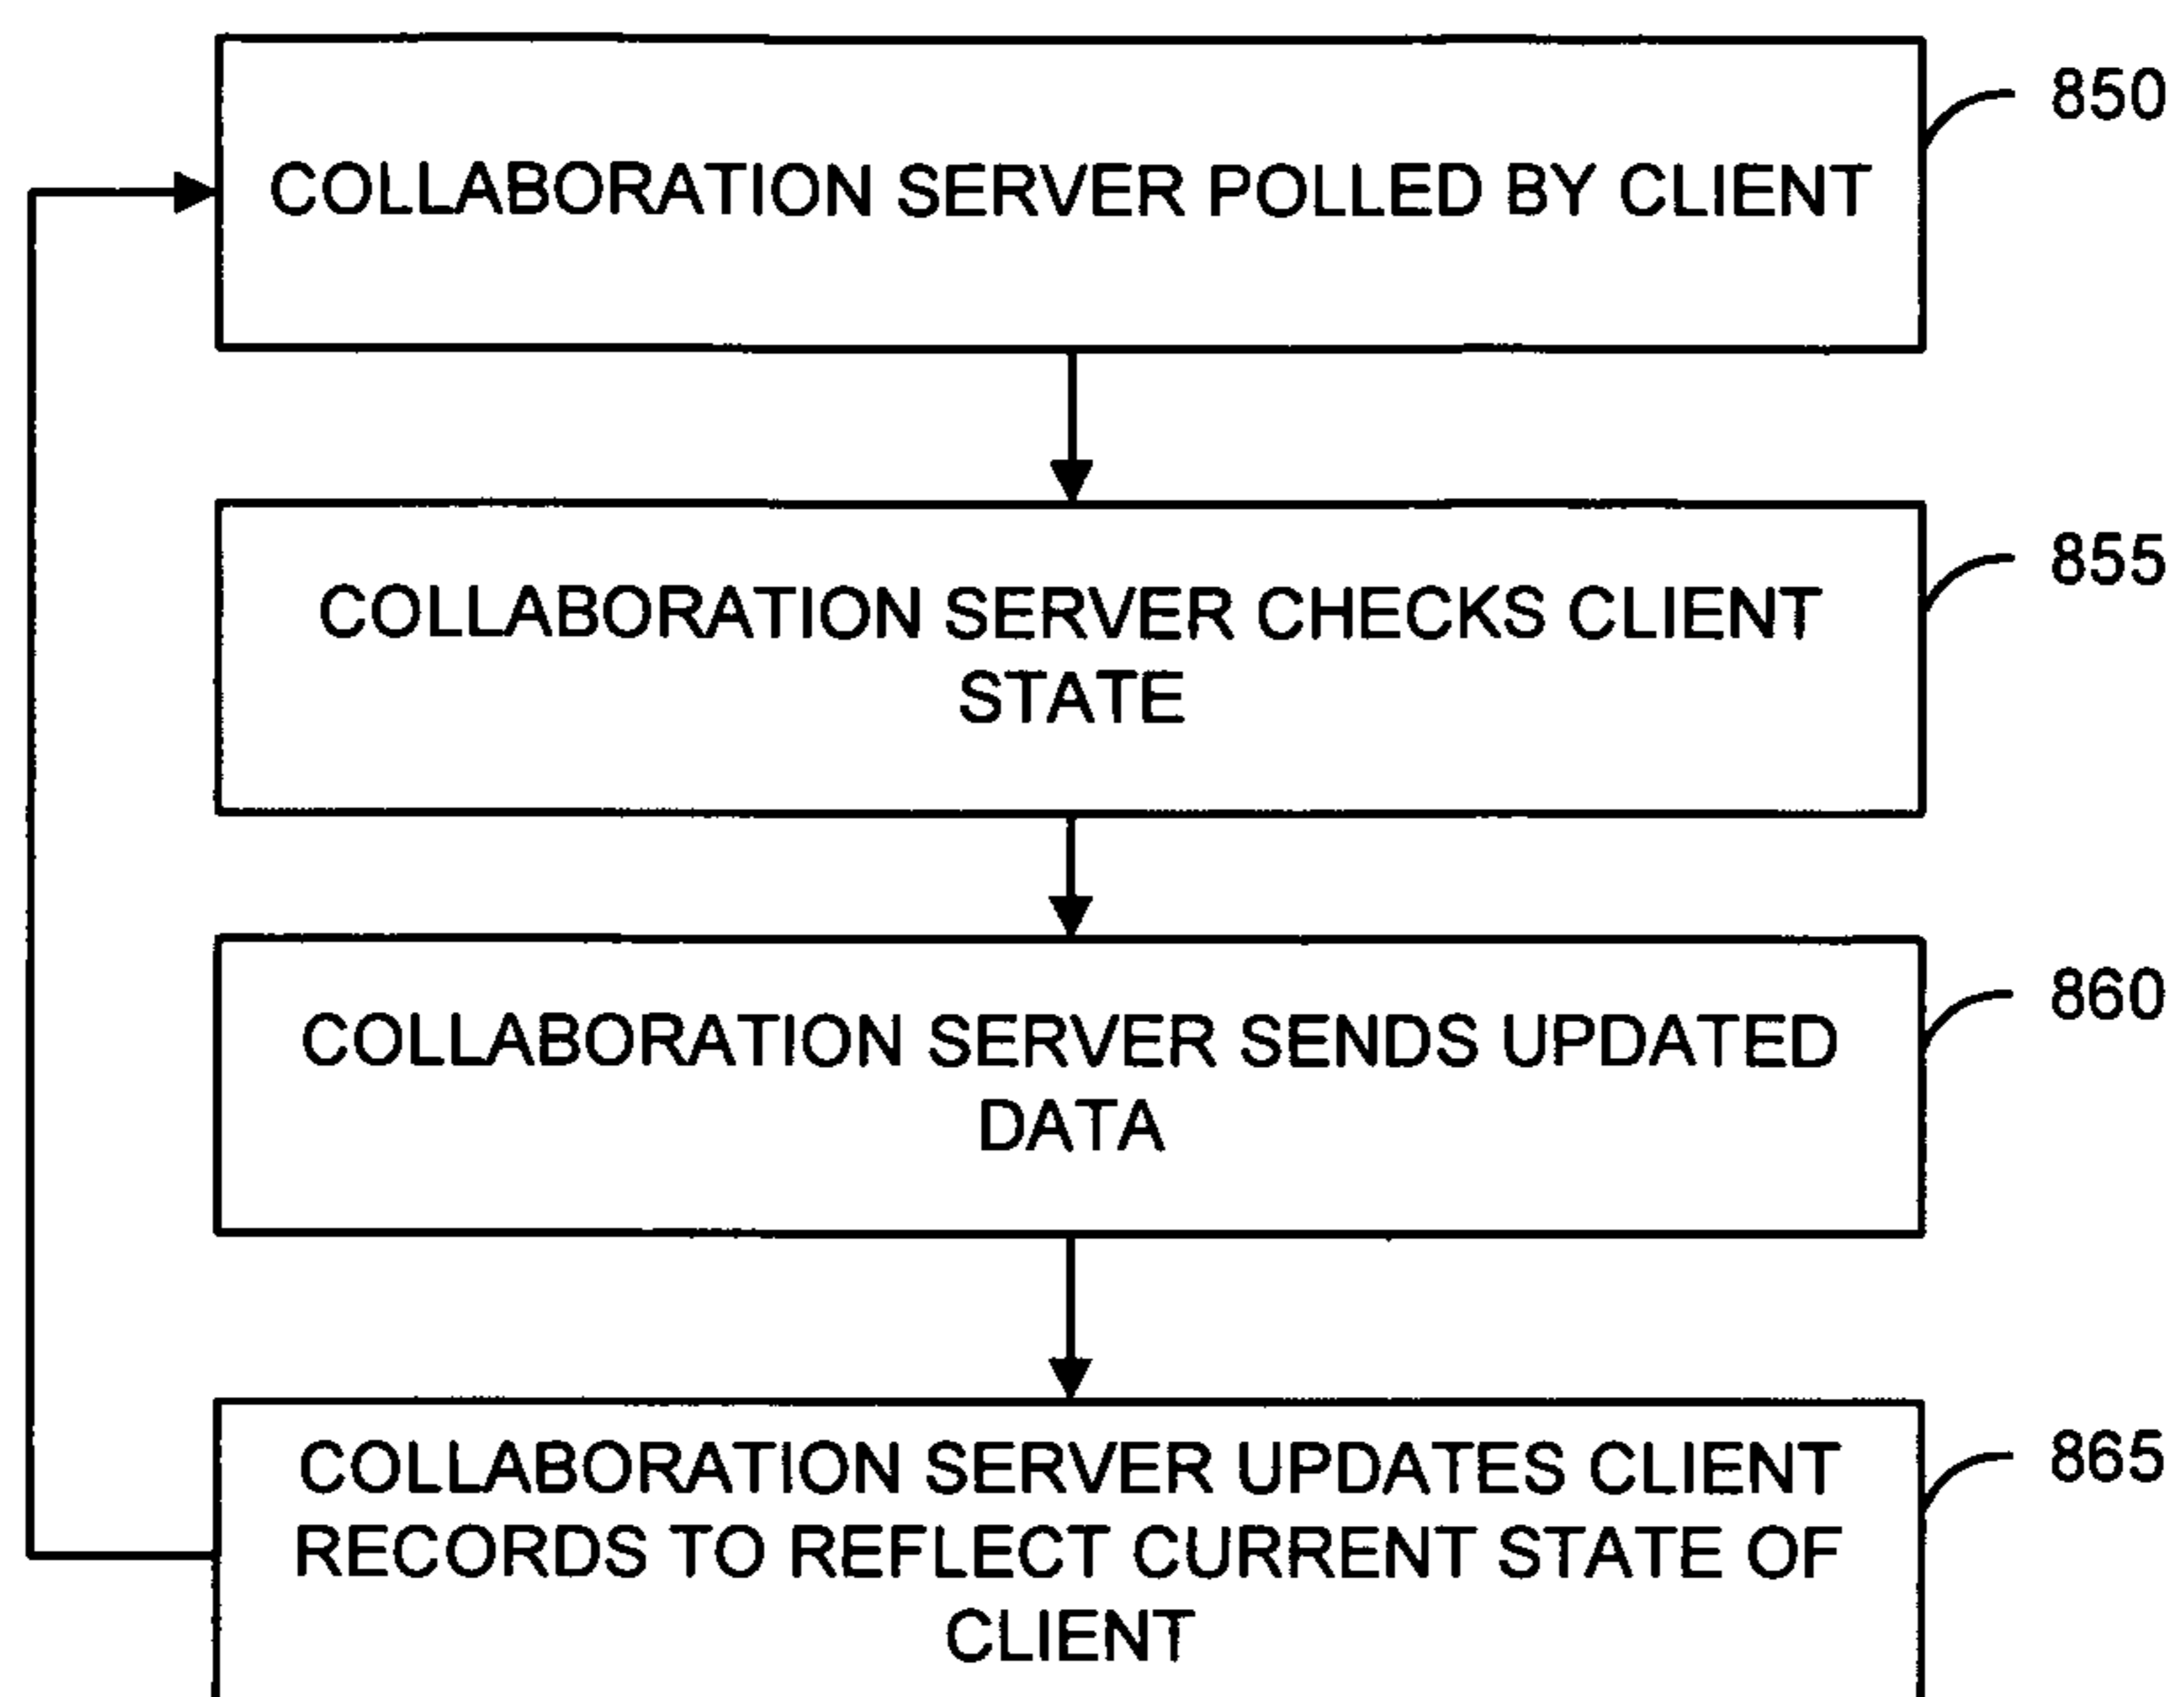 850
COLLABORATION SERVER POLLED BY CLIENT
855
COLLABORATION SERVER CHECKS CLIENT
STATE
860
COLLABORATION SERVER SENDS UPDATED
DATA
865
COLLABORATION SERVER UPDATES CLIENT
RECORDS TO REFLECT CURRENT STATE OF
CLIENT